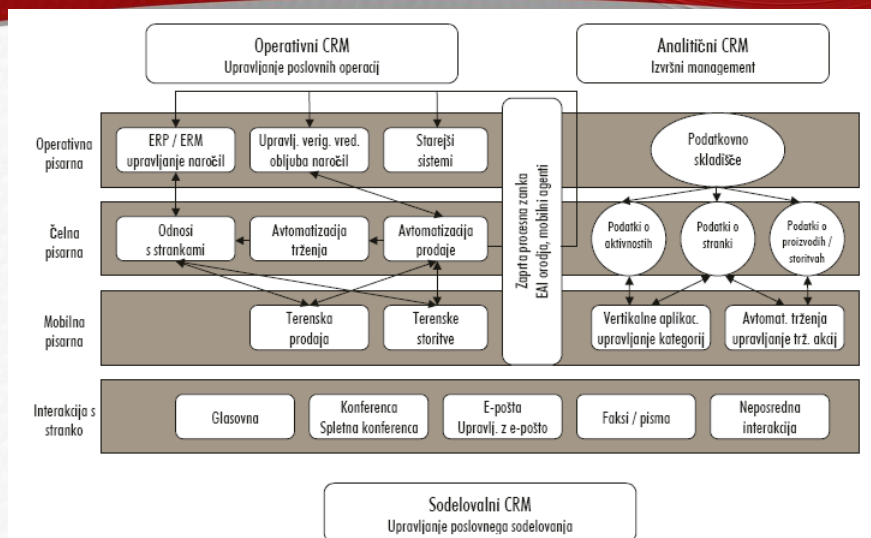 Operativni CRM
Upravljanje poslovnih operacij
Analitični CRM
Izvršni management
Operativna
pisarna
ERP / ERM
upravljanje naročil
Upravlj. verig. vred.
obljuba naročil
Starejši
sistemi
Zaprta procesna zanka
EAI orodja, mobilni agenti
Podatkovno
skladišče
Čelna
pisarna
Odnosi
s strankami
Avtomatizacija
trženja
Avtomatizacija
prodaje
Podatki o
aktivnostih
Podatki o
stranki
Podatki o
proizvodih /
storitvah
Mobilna
pisarna
Terenska
prodaja
Terenske
storitve
Vertikalne aplikac.
upravljanje kategorij
Avtomat. trženja
upravljanje trž. akcij
Interakcija s
stranko
Glasovna
Konferenca
Spletna konferenca
E-pošta
Upravlj. z e-pošto
Faksi / pisma
Neposredna
interakcija
Sodelovalni CRM
Upravljanje poslovnega sodelovanja